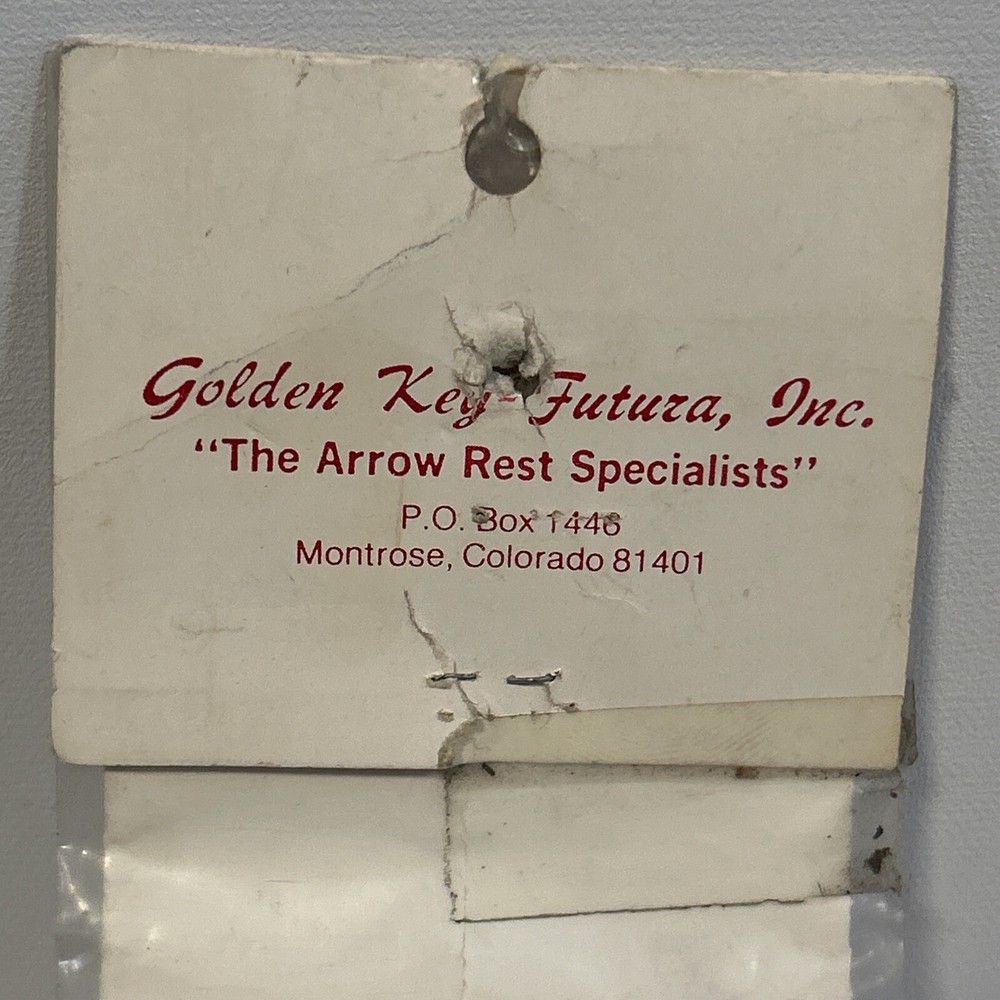 Golden Key-Futura, Inc.
“The Arrow Rest Specialists”
P.O. Box 1446
Montrose, Colorado 81401